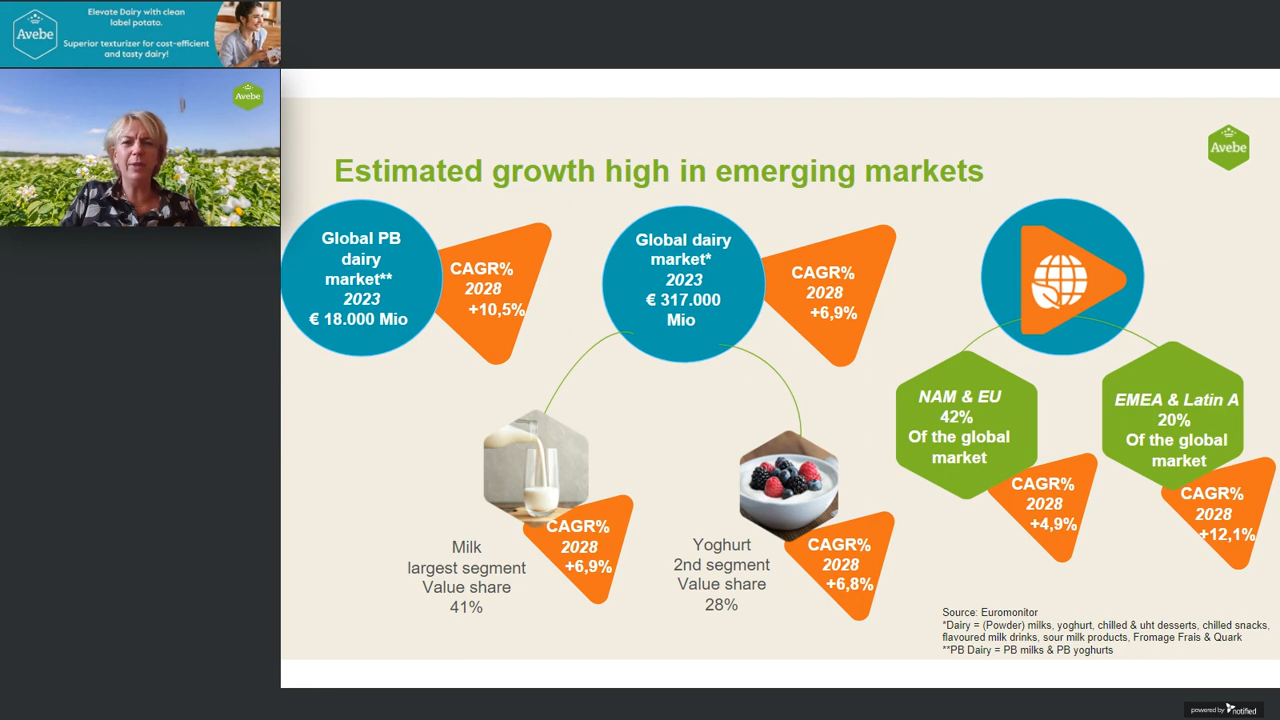 Elevate Dairy with clean
label potato.
Avebe
Superior texturizer for cost-efficient
and tasty dairy!
Avebe
Avebe
Estimated growth high in emerging markets
Global PB
dairy
market**
2023
€ 18.000 Mio
CAGR%
2028
+10,5%
Global dairy
market*
2023
€ 317.000
Mio
CAGR%
2028
+6,9%
NAM & EU
42%
Of the global
market
CAGR%
2028
+4,9%
EMEA & Latin A
20%
Of the global
market
CAGR%
2028
+12,1%
Milk
largest segment
Value share
41%
CAGR%
2028
+6,9%
Yoghurt
2nd segment
Value share
28%
CAGR%
2028
+6,8%
Source: Euromonitor
*Dairy = (Powder) milks, yoghurt, chilled & uht desserts, chilled snacks,
flavoured milk drinks, sour milk products, Fromage Frais & Quark
**PB Dairy = PB milks & PB yoghurts
powered by notified